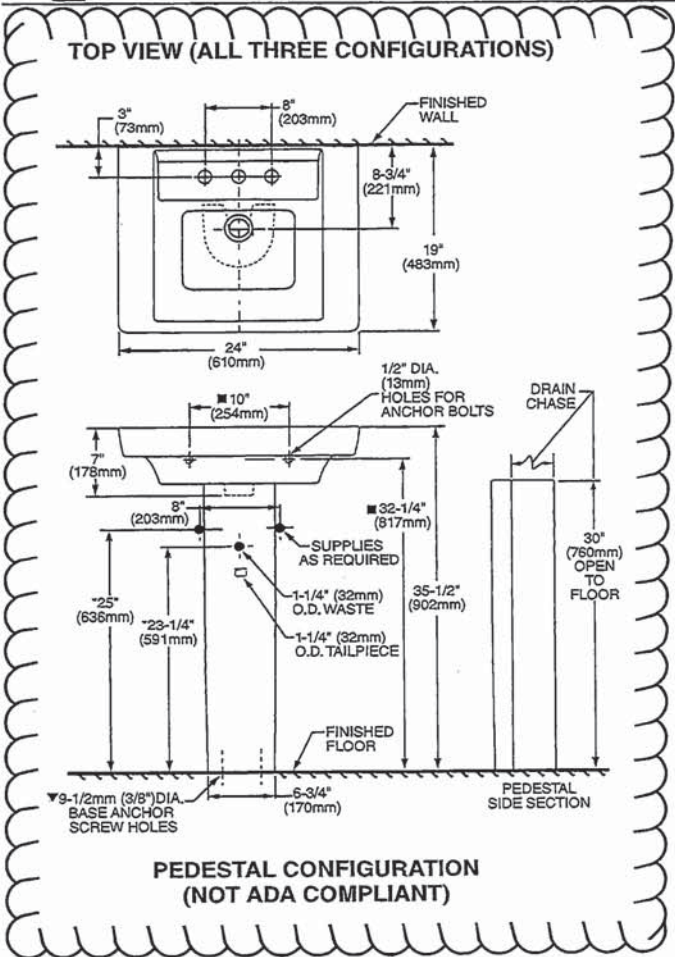 TOP VIEW (ALL THREE CONFIGURATIONS)
3"
(73mm)
8"
(203mm)
FINISHED
WALL
8-3/4"
(221mm)
19"
(483mm)
24"
(610mm)
■10"
(254mm)
1/2" DIA.
(13mm)
HOLES FOR
ANCHOR BOLTS
DRAIN
CHASE
7"
(178mm)
8"
(203mm)
■32-1/4"
(817mm)
SUPPLIES
AS REQUIRED
30"
(760mm)
OPEN
TO
FLOOR
*25"
(636mm)
*23-1/4"
(591mm)
1-1/4" (32mm)
O.D. WASTE
35-1/2"
(902mm)
1-1/4" (32mm)
O.D. TAILPIECE
FINISHED
FLOOR
▼9-1/2mm (3/8")DIA.
BASE ANCHOR
SCREW HOLES
6-3/4"
(170mm)
PEDESTAL
SIDE SECTION
PEDESTAL CONFIGURATION
(NOT ADA COMPLIANT)